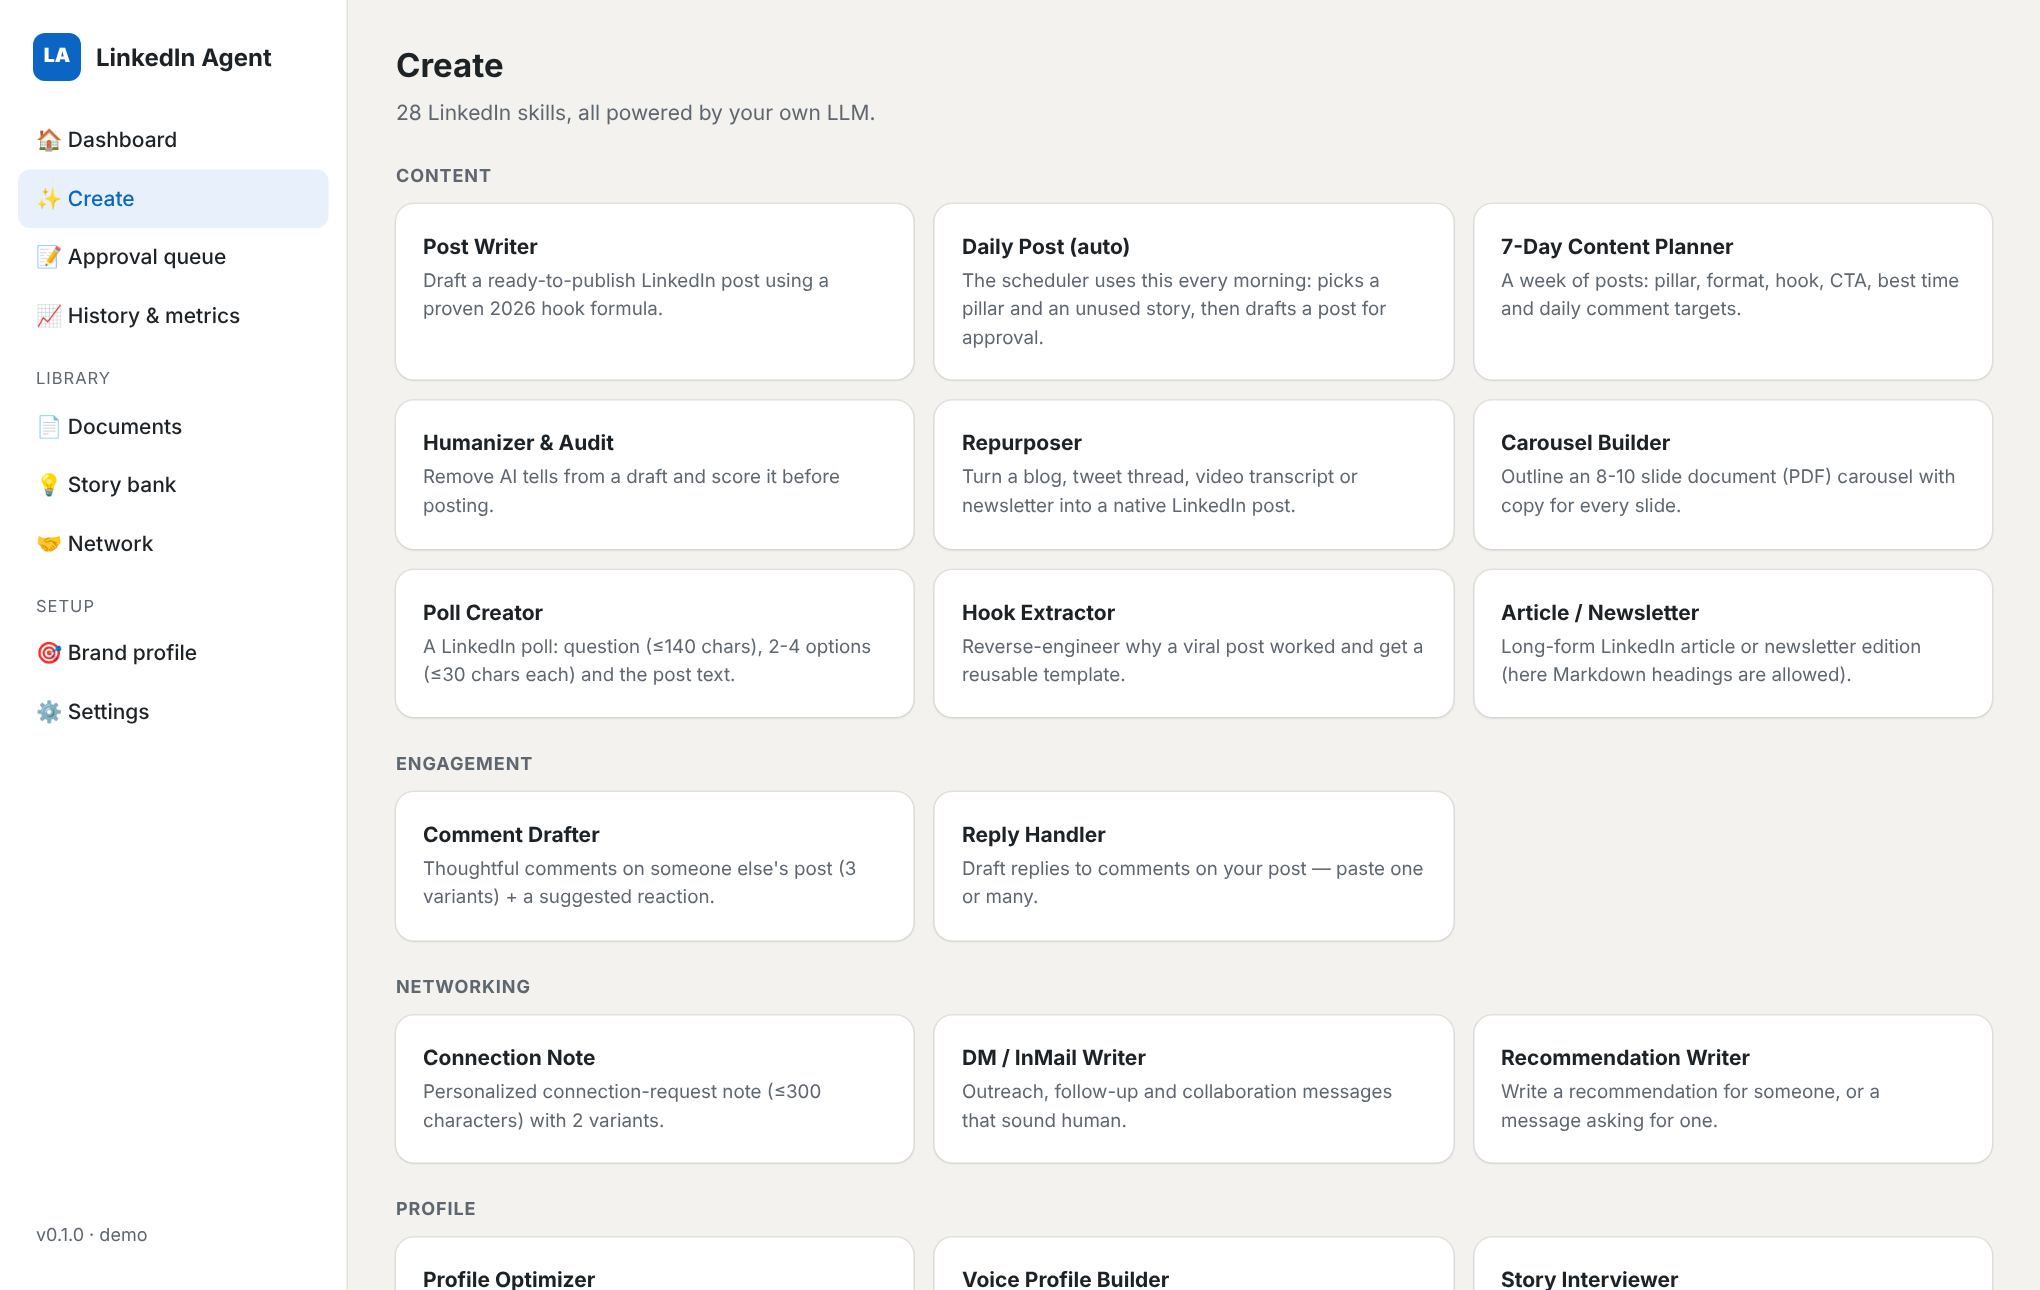 LA LinkedIn Agent
🏠 Dashboard
✨ Create
📝 Approval queue
📈 History & metrics
LIBRARY
📄 Documents
💡 Story bank
🤝 Network
SETUP
🎯 Brand profile
⚙️ Settings
v0.1.0 · demo
Create
28 LinkedIn skills, all powered by your own LLM.
CONTENT
Post Writer
Draft a ready-to-publish LinkedIn post using a
proven 2026 hook formula.
Daily Post (auto)
The scheduler uses this every morning: picks a
pillar and an unused story, then drafts a post for
approval.
7-Day Content Planner
A week of posts: pillar, format, hook, CTA, best time
and daily comment targets.
Humanizer & Audit
Remove AI tells from a draft and score it before
posting.
Repurposer
Turn a blog, tweet thread, video transcript or
newsletter into a native LinkedIn post.
Carousel Builder
Outline an 8-10 slide document (PDF) carousel with
copy for every slide.
Poll Creator
A LinkedIn poll: question (≤140 chars), 2-4 options
(≤30 chars each) and the post text.
Hook Extractor
Reverse-engineer why a viral post worked and get a
reusable template.
Article / Newsletter
Long-form LinkedIn article or newsletter edition
(here Markdown headings are allowed).
ENGAGEMENT
Comment Drafter
Thoughtful comments on someone else's post (3
variants) + a suggested reaction.
Reply Handler
Draft replies to comments on your post — paste one
or many.
NETWORKING
Connection Note
Personalized connection-request note (≤300
characters) with 2 variants.
DM / InMail Writer
Outreach, follow-up and collaboration messages
that sound human.
Recommendation Writer
Write a recommendation for someone, or a
message asking for one.
PROFILE
Profile Optimizer
Voice Profile Builder
Story Interviewer